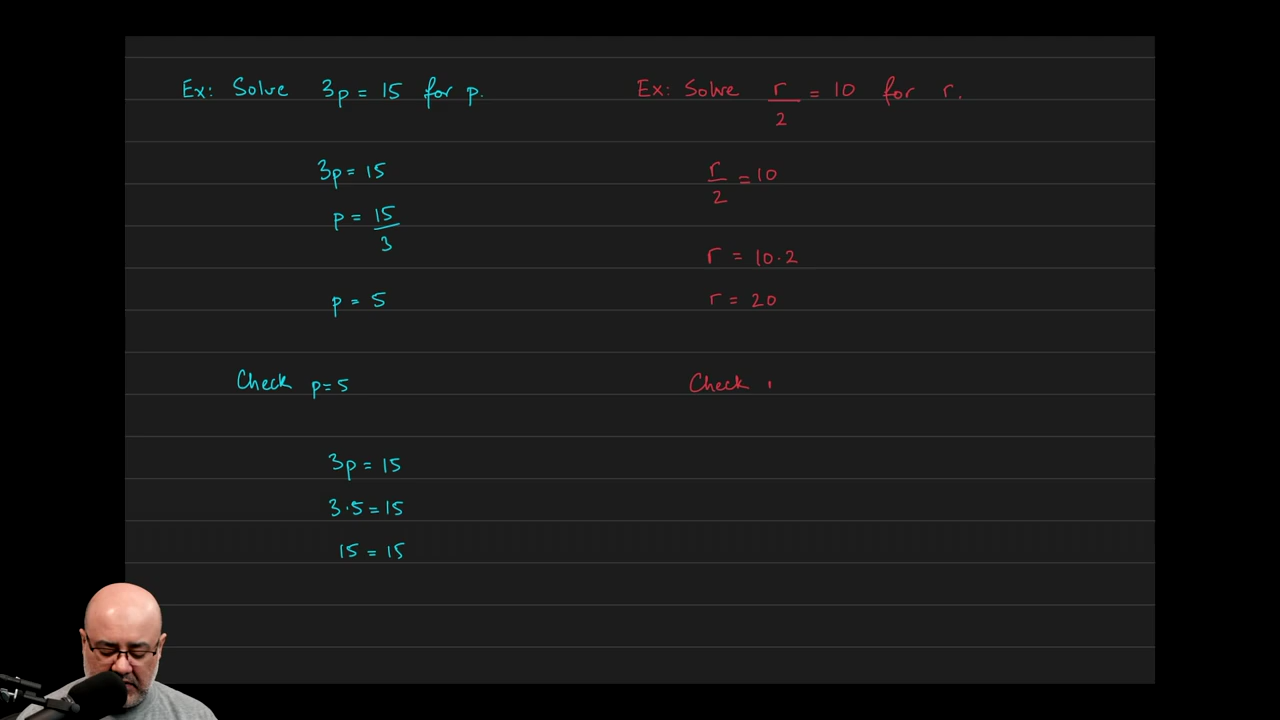 Ex: Solve 3p = 15 for p.
3p = 15
p = 15/3
p = 5
Check p = 5
3p = 15
3·5 = 15
15 = 15
Ex: Solve r/2 = 10 for r.
r/2 = 10
r = 10·2
r = 20
Check